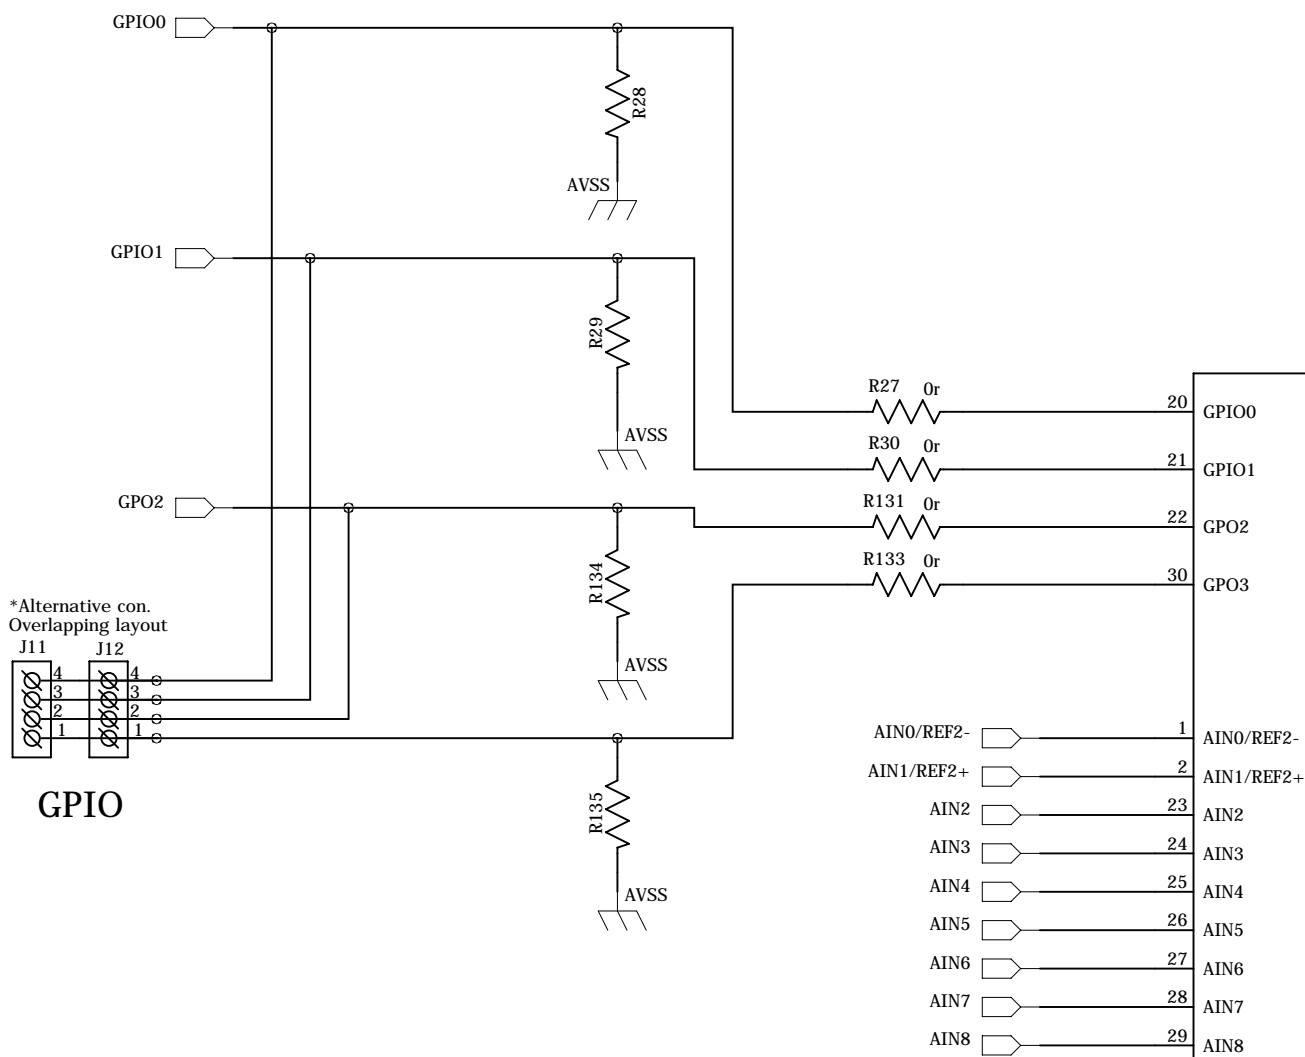 GPIO0
R28
AVSS
GPIO1
R29
AVSS
R27 0r
20 GPIO0
R30 0r
21 GPIO1
GPO2
R131 0r
22 GPO2
R134
R133 0r
30 GPO3
AVSS
*Alternative con.
Overlapping layout
J11 J12
4 4
3 3
2 2
1 1
GPIO
R135
AVSS
AIN0/REF2- 1 AIN0/REF2-
AIN1/REF2+ 2 AIN1/REF2+
AIN2 23 AIN2
AIN3 24 AIN3
AIN4 25 AIN4
AIN5 26 AIN5
AIN6 27 AIN6
AIN7 28 AIN7
AIN8 29 AIN8